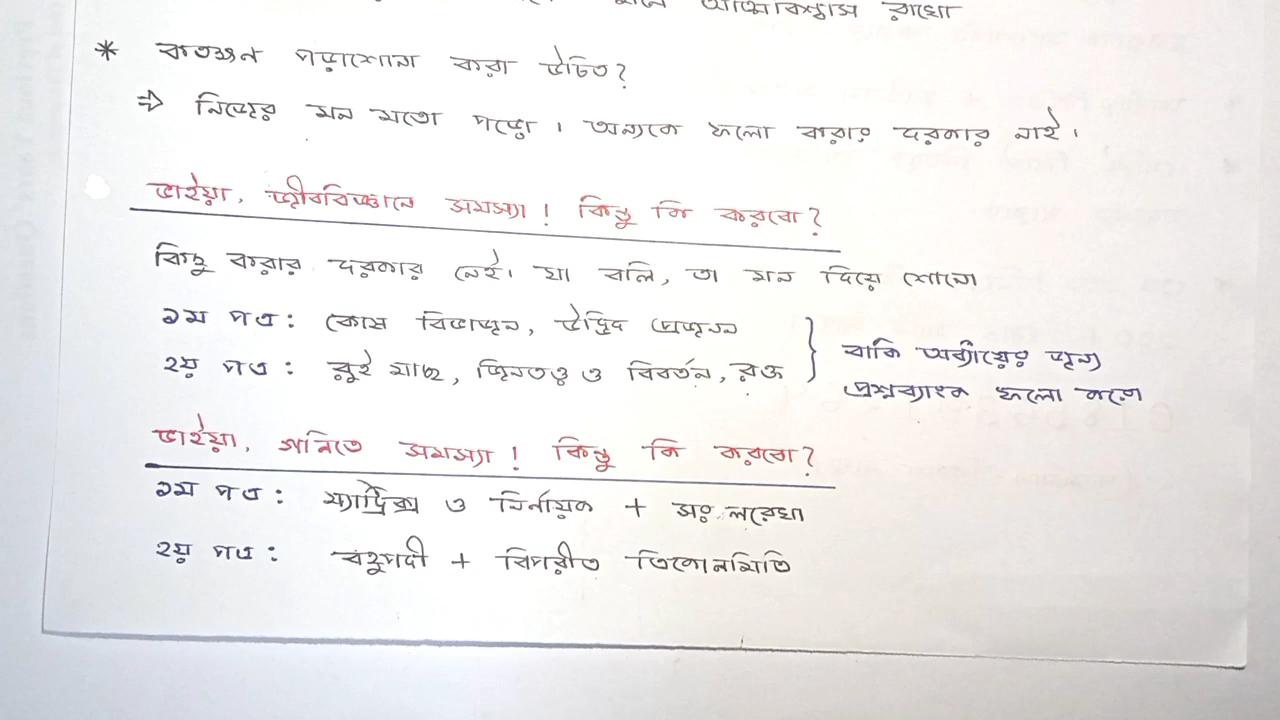 আত্মবিশ্বাস রাখো
* কতক্ষণ পড়াশোনা করা উচিত?
⇒ নিজের মন মতো পড়ো। অন্যকে ফলো করার দরকার নাই।
ভাইয়া, জীববিজ্ঞানে সমস্যা! কিন্তু কি করবো?
কিছু করার দরকার নেই। যা বলি, তা মন দিয়ে শোনো
১ম পত্র : কোষ বিভাজন, উদ্ভিদ প্রজনন
২য় পত্র : রুই মাছ, জিনতত্ত্ব ও বিবর্তন, রক্ত
বাকি অধ্যায়ের জন্য
প্রশ্নব্যাংক ফলো করো
ভাইয়া, গনিতে সমস্যা! কিন্তু কি করবো?
১ম পত্র : ম্যাট্রিক্স ও নির্নায়ক + সরলরেখা
২য় পত্র : বহুপদী + বিপরীত ত্রিকোনমিতি